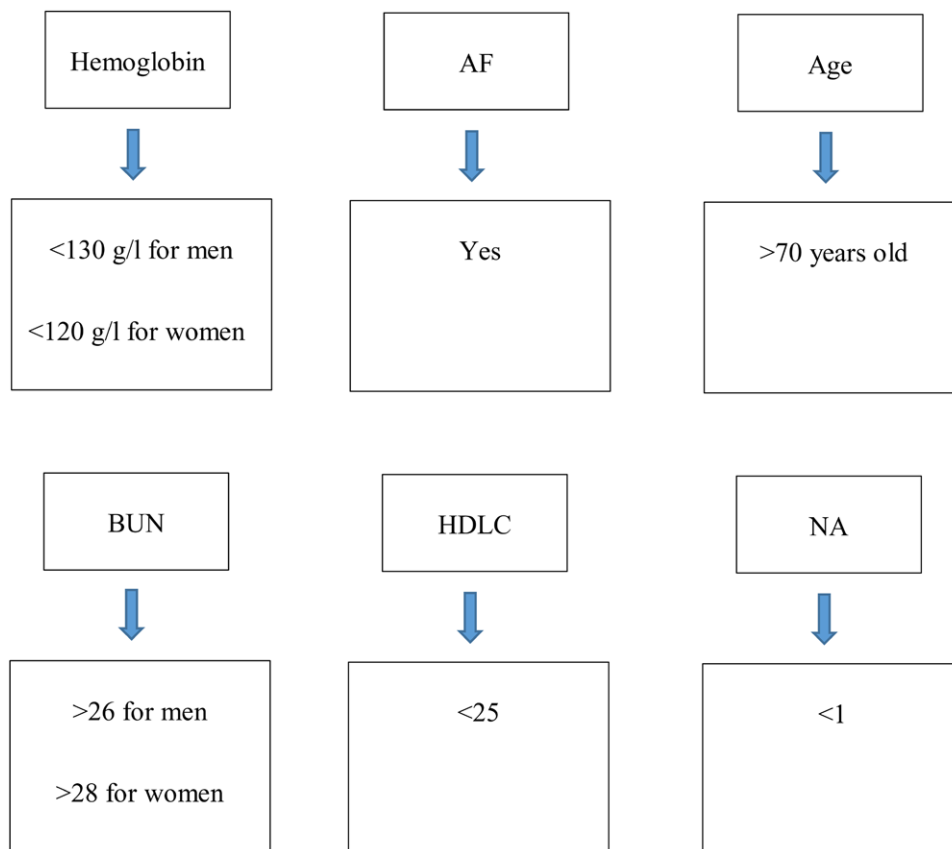 Hemoglobin
AF
Age
<130 g/l for men
<120 g/l for women
Yes
>70 years old
BUN
HDLC
NA
>26 for men
>28 for women
<25
<1